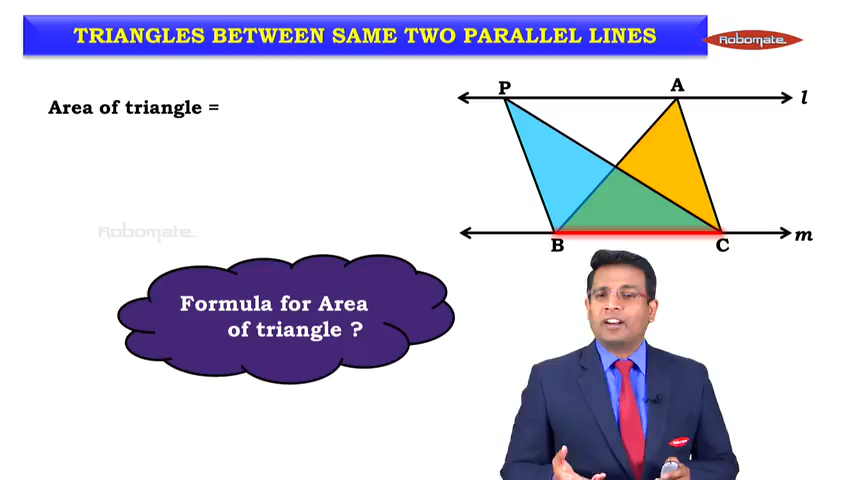 TRIANGLES BETWEEN SAME TWO PARALLEL LINES
Robomate
P
A
l
Area of triangle =
Robomate
B
C
m
Formula for Area
of triangle ?